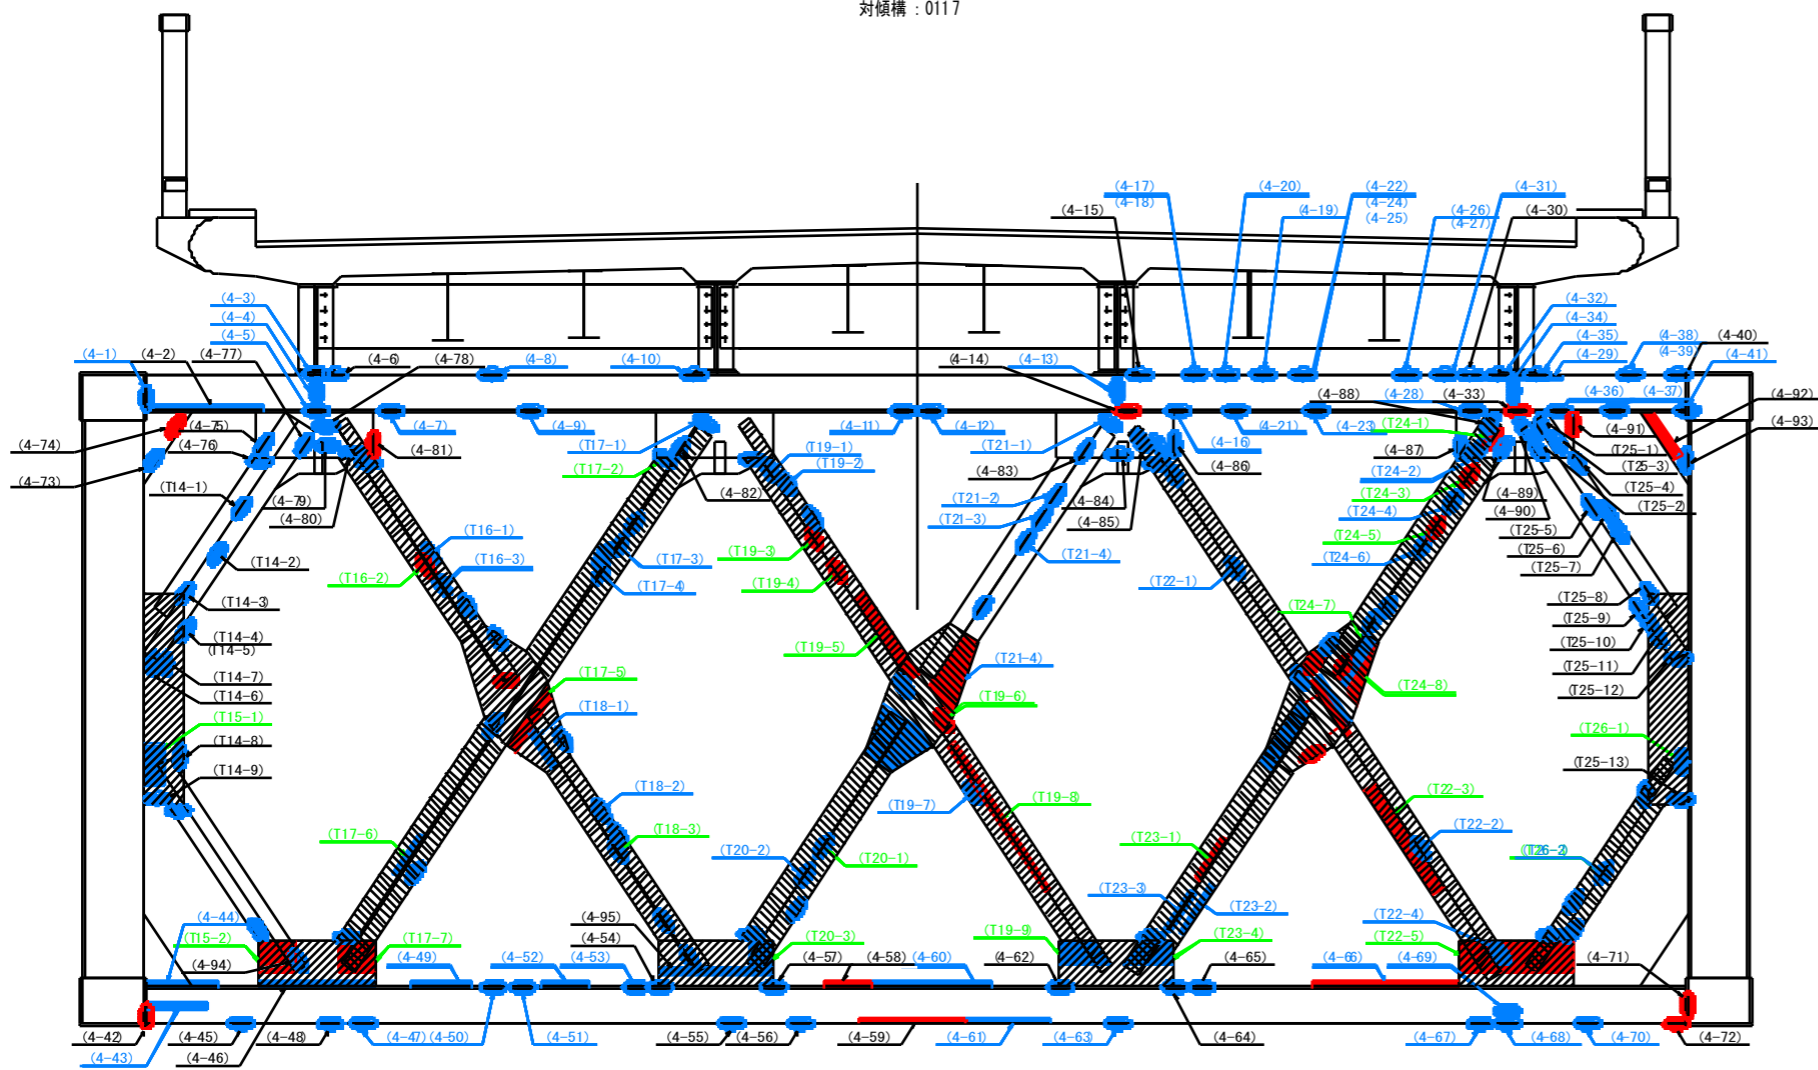 対傾構：0117
(4-17)
(4-18)
(4-20)
(4-22)
(4-24)
(4-25)
(4-31)
(4-15)
(4-19)
(4-26)
(4-27)
(4-30)
(4-3)
(4-4)
(4-5)
(4-32)
(4-34)
(4-35)
(4-38)
(4-39)
(4-40)
(4-1)
(4-2)
(4-77)
(4-6)
(4-78)
(4-8)
(4-10)
(4-14)
(4-13)
(4-29)
(4-41)
(4-88)
(4-28)
(4-33)
(4-36)
(4-37)
(4-92)
(4-74)
(4-75)
(4-76)
(4-7)
(4-9)
(4-11)
(4-12)
(4-16)
(4-21)
(4-23)
(T24-1)
(4-91)
(4-93)
(4-73)
(4-81)
(T17-1)
(T17-2)
(T19-1)
(T19-2)
(T21-1)
(4-83)
(4-86)
(4-87)
(T24-2)
(T25-1)
(T25-3)
(T14-1)
(4-79)
(4-80)
(4-82)
(T21-2)
(T21-3)
(4-84)
(4-85)
(T24-3)
(T24-4)
(4-89)
(4-90)
(T25-4)
(T25-2)
(T14-2)
(T16-1)
(T16-3)
(T16-2)
(T17-3)
(T17-4)
(T19-3)
(T19-4)
(T21-4)
(T22-1)
(T24-5)
(T24-6)
(T25-5)
(T25-6)
(T25-7)
(T14-3)
(T14-4)
(T14-5)
(T14-7)
(T14-6)
(T19-5)
(T21-4)
(T24-7)
(T25-8)
(T25-9)
(T25-10)
(T25-11)
(T25-12)
(T15-1)
(T14-8)
(T14-9)
(T17-5)
(T18-1)
(T19-6)
(T24-8)
(T26-1)
(T25-13)
(T17-6)
(T18-2)
(T18-3)
(T19-7)
(T19-8)
(T22-3)
(T22-2)
(T20-2)
(T20-1)
(T23-1)
(T23-3)
(T23-2)
(4-44)
(T15-2)
(4-94)
(T17-7)
(4-95)
(4-54)
(T20-3)
(T19-9)
(T23-4)
(T22-4)
(T22-5)
(4-49)
(4-52)
(4-53)
(4-57)
(4-58)
(4-60)
(4-62)
(4-65)
(4-66)
(4-69)
(4-71)
(4-42)
(4-43)
(4-45)
(4-46)
(4-48)
(4-47)
(4-50)
(4-51)
(4-55)
(4-56)
(4-59)
(4-61)
(4-63)
(4-64)
(4-67)
(4-68)
(4-70)
(4-72)